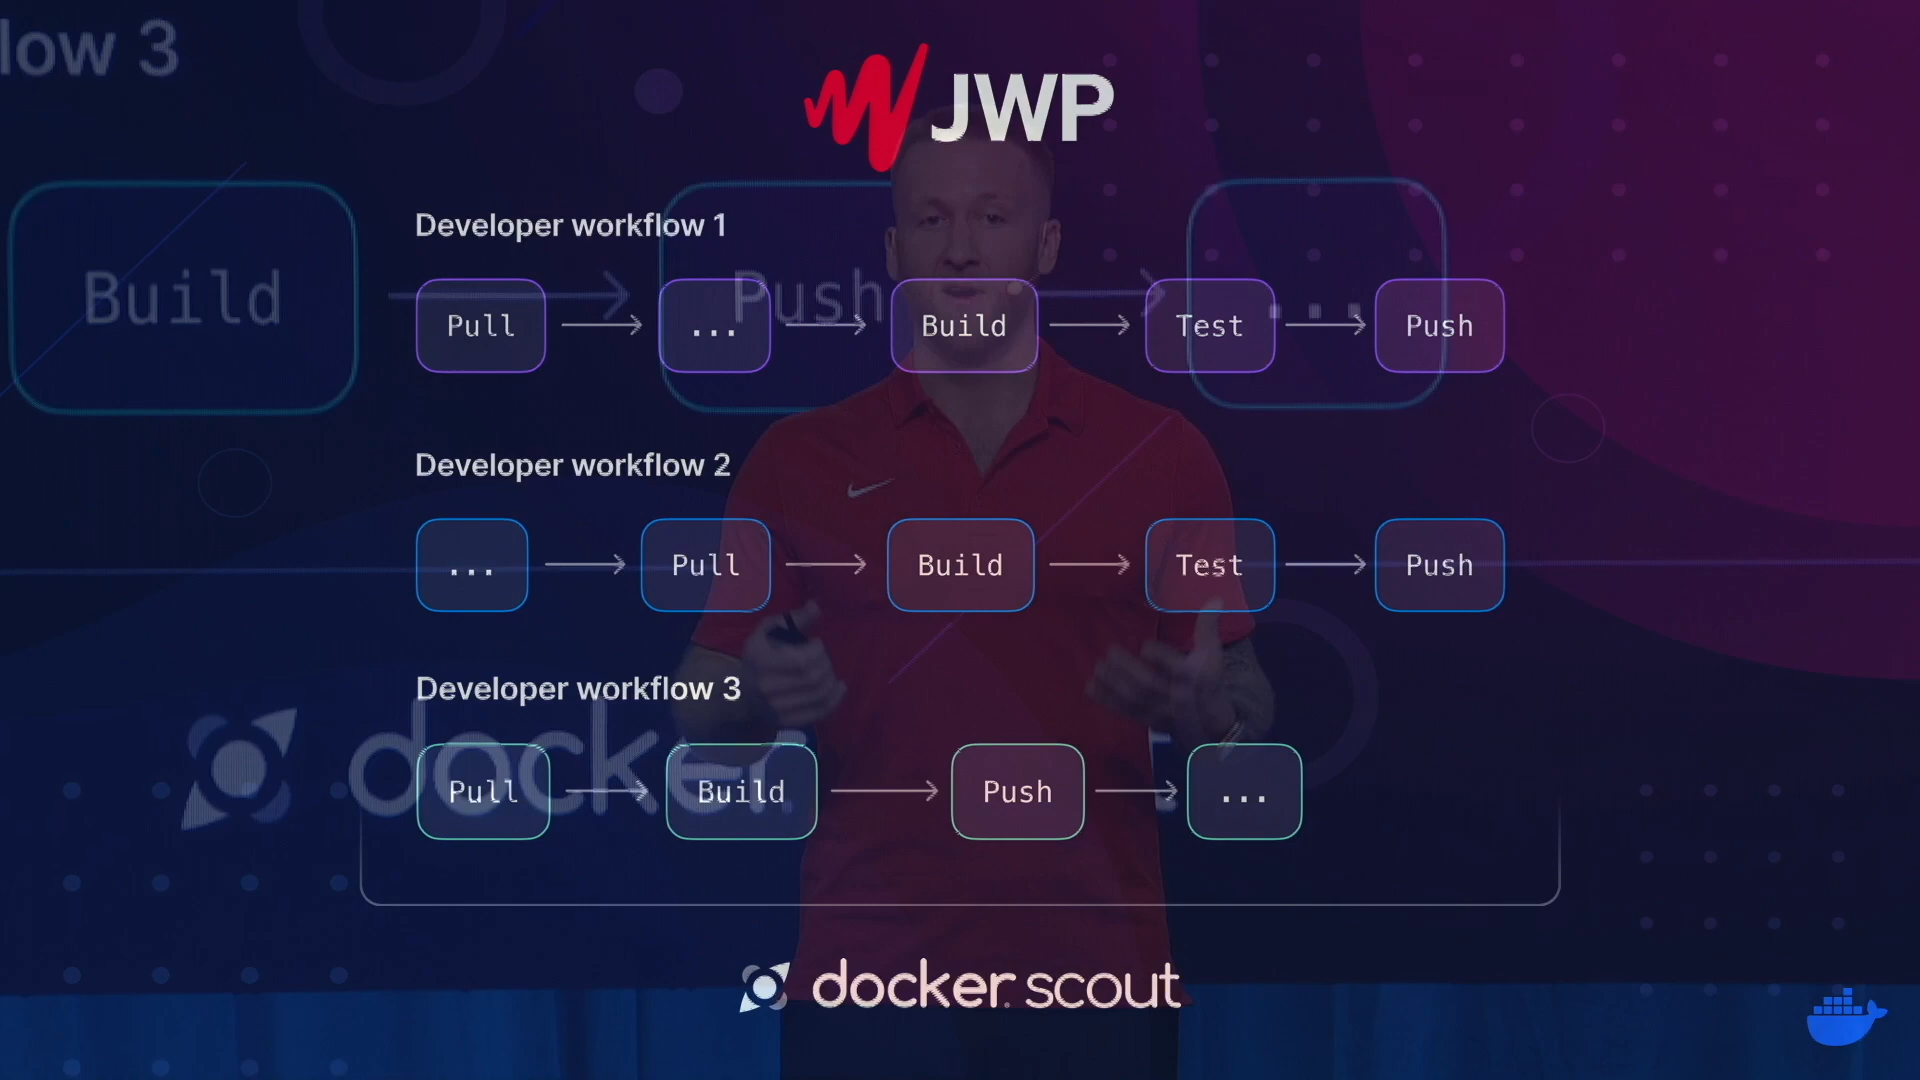 low 3
JWP
Developer workflow 1
Build
Push
...
Pull
...
Build
Test
Push
Developer workflow 2
...
Pull
Build
Test
Push
Developer workflow 3
docker
Pull
Build
Push
...
docker scout